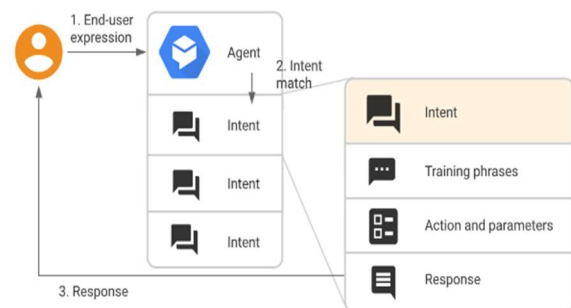 1. End-user
expression
Agent
2. Intent
match
Intent
Intent
Intent
Intent
Training phrases
Action and parameters
Response
3. Response